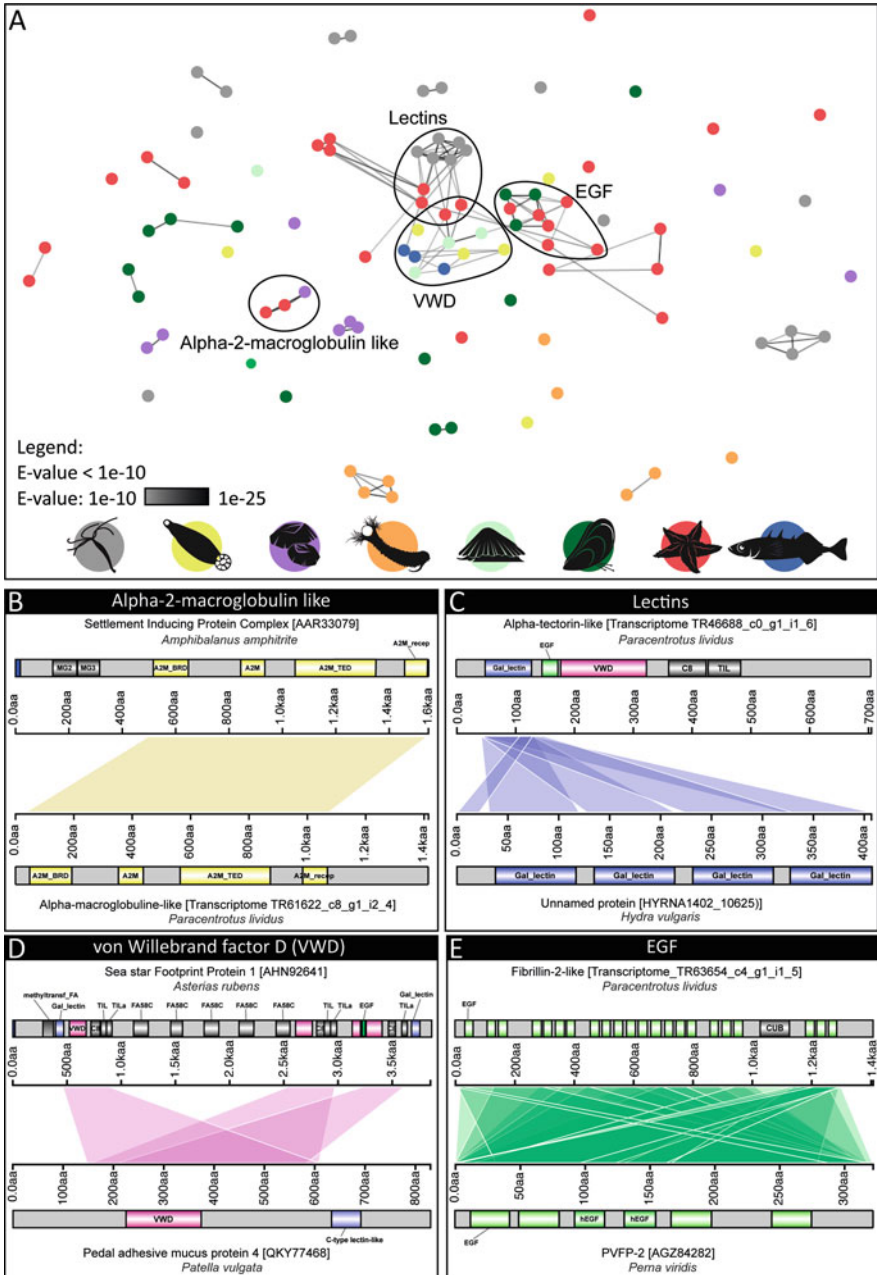 A
Lectins
EGF
VWD
Alpha-2-macroglobulin like
Legend:
E-value < 1e-10
E-value: 1e-10 1e-25
B Alpha-2-macroglobulin like
Settlement Inducing Protein Complex [AAR33079]
Amphibalanus amphitrite
A2M_recep
MG2 MG3 A2M_BRD A2M A2M_TED
0.0aa 200aa 400aa 600aa 800aa 1.0kaa 1.2kaa 1.4kaa 1.6kaa
0.0aa 200aa 400aa 600aa 800aa 1.0kaa 1.2kaa 1.4kaa
A2M_BRD A2M A2M_TED A2M_recep
Alpha-macroglobuline-like [Transcriptome TR61622_c8_g1_i2_4]
Paracentrotus lividus
C Lectins
Alpha-tectorin-like [Transcriptome TR46688_c0_g1_i1_6]
Paracentrotus lividus
EGF
Gal_lectin VWD C8 TIL
0.0aa 100aa 200aa 300aa 400aa 500aa 600aa 700aa
0.0aa 50aa 100aa 150aa 200aa 250aa 300aa 350aa 400aa
Gal_lectin Gal_lectin Gal_lectin Gal_lectin
Unnamed protein [HYRNA1402_10625)]
Hydra vulgaris
D von Willebrand factor D (VWD)
Sea star Footprint Protein 1 [AHN92641]
Asterias rubens
methyltransf_FA
Gal_lectin TIL TILa FA58C FA58C FA58C FA58C FA58C TIL TILa EGF TILa Gal_lectin
VWD C8
0.0aa 500aa 1.0kaa 1.5kaa 2.0kaa 2.5kaa 3.0kaa 3.5kaa
0.0aa 100aa 200aa 300aa 400aa 500aa 600aa 700aa 800aa
VWD
C-type lectin-like
Pedal adhesive mucus protein 4 [QKY77468]
Patella vulgata
E EGF
Fibrillin-2-like [Transcriptome_TR63654_c4_g1_i1_5]
Paracentrotus lividus
EGF
CUB
0.0aa 200aa 400aa 600aa 800aa 1.0kaa 1.2kaa 1.4kaa
0.0aa 50aa 100aa 150aa 200aa 250aa 300aa
hEGF hEGF
EGF
PVFP-2 [AGZ84282]
Perna viridis